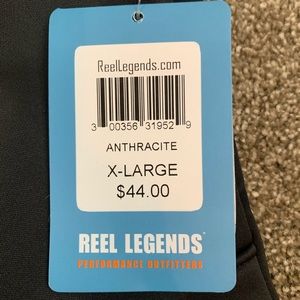 ReelLegends.com
3 00356 31952 9
ANTHRACITE
X-LARGE
$44.00
REEL LEGENDS
PERFORMANCE OUTFITTERS